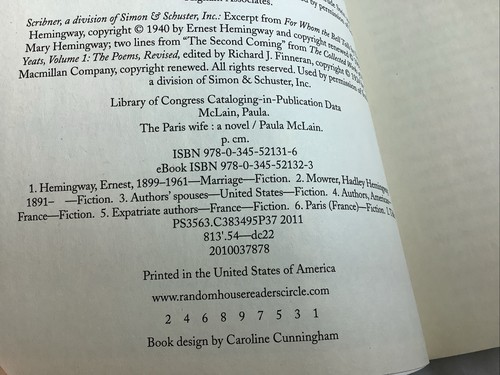 Associates.
Scribner, a division of Simon & Schuster, Inc.: Excerpt from For Whom the Bell
Hemingway, copyright © 1940 by Ernest Hemingway and copyright renewed
Mary Hemingway; two lines from "The Second Coming" from The Collected
Yeats, Volume 1: The Poems, Revised, edited by Richard J. Finneran, copyright ©
Macmillan Company, copyright renewed. All rights reserved. Used by permission
a division of Simon & Schuster, Inc.
Library of Congress Cataloging-in-Publication Data
McLain, Paula.
The Paris wife : a novel / Paula McLain.
p. cm.
ISBN 978-0-345-52131-6
eBook ISBN 978-0-345-52132-3
1. Hemingway, Ernest, 1899–1961—Marriage—Fiction. 2. Mowrer, Hadley
1891– —Fiction. 3. Authors' spouses—United States—Fiction. 4. Authors,
France—Fiction. 5. Expatriate authors—France—Fiction. 6. Paris (France)—Fiction. I.
PS3563.C383495P37 2011
813'.54—dc22
2010037878
Printed in the United States of America
www.randomhousereaderscircle.com
2 4 6 8 9 7 5 3 1
Book design by Caroline Cunningham